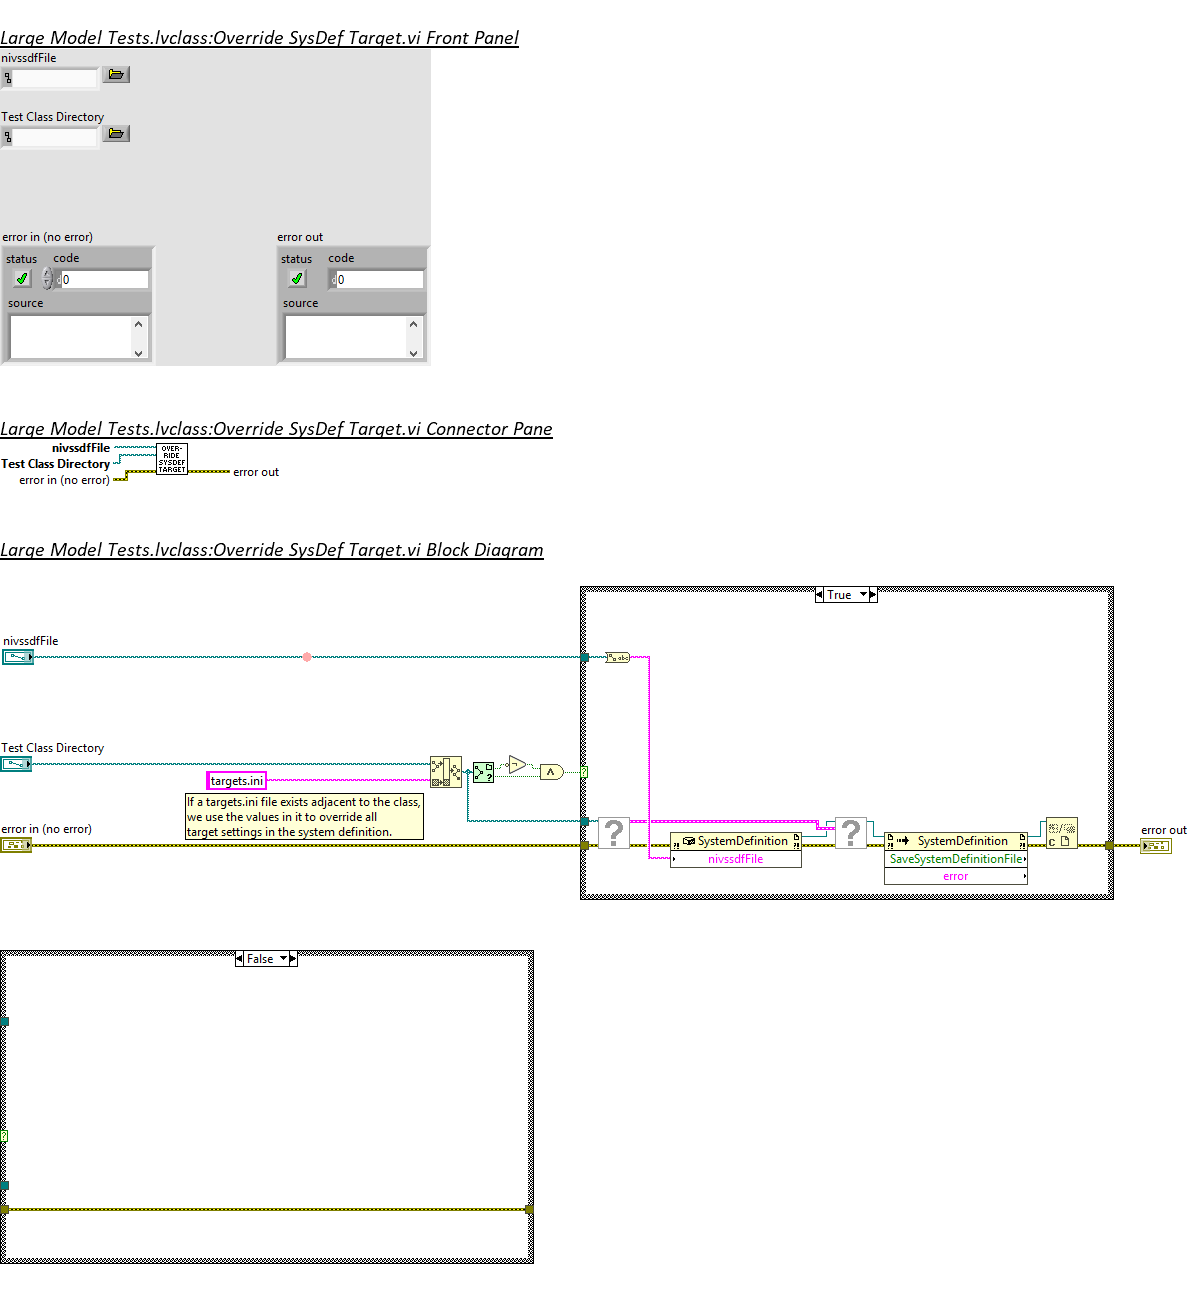 Large Model Tests.lvclass:Override SysDef Target.vi Front Panel
nivssdfFile
Test Class Directory
error in (no error)
error out
status
code
0
source
status
code
0
source
Large Model Tests.lvclass:Override SysDef Target.vi Connector Pane
nivssdfFile
Test Class Directory
error in (no error)
OVER-
RIDE
SYSDEF
TARGET
error out
Large Model Tests.lvclass:Override SysDef Target.vi Block Diagram
True
nivssdfFile
abc
Test Class Directory
targets.ini
If a targets.ini file exists adjacent to the class,
we use the values in it to override all
target settings in the system definition.
error in (no error)
?
SystemDefinition
nivssdfFile
?
SystemDefinition
SaveSystemDefinitionFile
error
error out
False